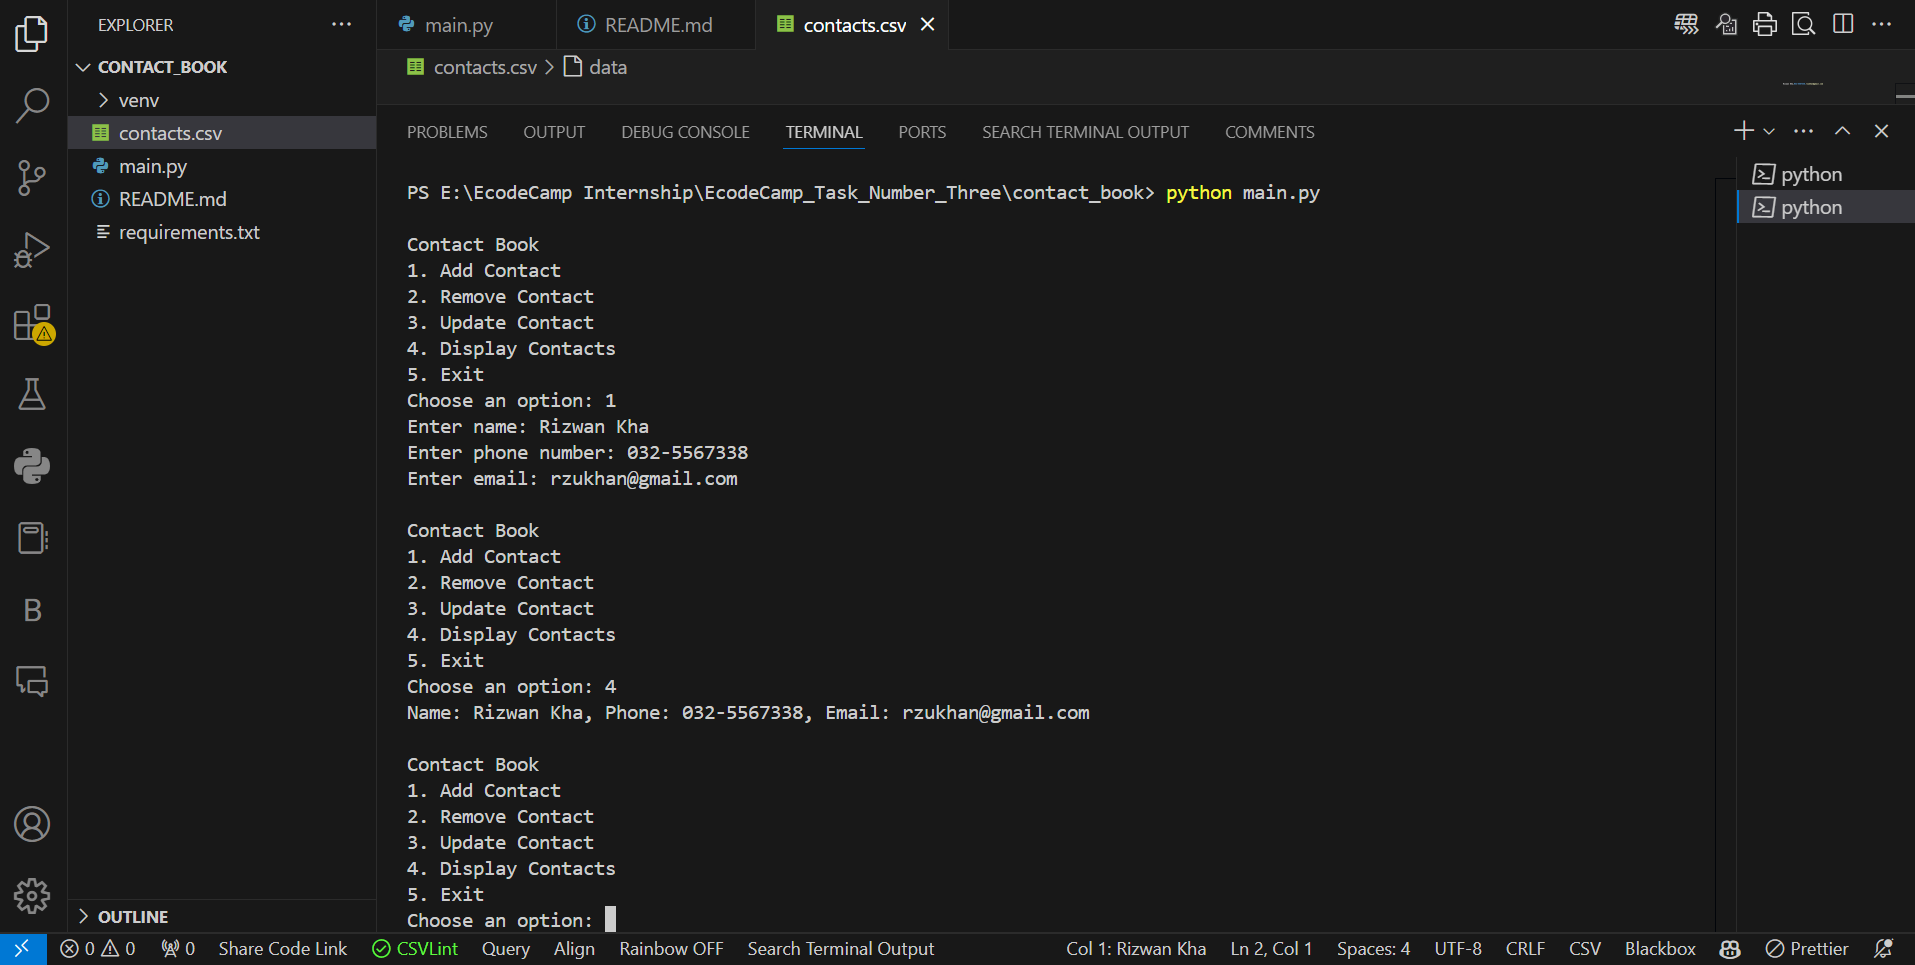 EXPLORER
main.py
README.md
contacts.csv
CONTACT_BOOK
contacts.csv > data
venv
contacts.csv
main.py
README.md
requirements.txt
PROBLEMS OUTPUT DEBUG CONSOLE TERMINAL PORTS SEARCH TERMINAL OUTPUT COMMENTS
python
python
PS E:\EcodeCamp Internship\EcodeCamp_Task_Number_Three\contact_book> python main.py
Contact Book
1. Add Contact
2. Remove Contact
3. Update Contact
4. Display Contacts
5. Exit
Choose an option: 1
Enter name: Rizwan Kha
Enter phone number: 032-5567338
Enter email: rzukhan@gmail.com
Contact Book
1. Add Contact
2. Remove Contact
3. Update Contact
4. Display Contacts
5. Exit
Choose an option: 4
Name: Rizwan Kha, Phone: 032-5567338, Email: rzukhan@gmail.com
Contact Book
1. Add Contact
2. Remove Contact
3. Update Contact
4. Display Contacts
5. Exit
Choose an option:
B
OUTLINE
0 0 0 Share Code Link CSVLint Query Align Rainbow OFF Search Terminal Output Col 1: Rizwan Kha Ln 2, Col 1 Spaces: 4 UTF-8 CRLF CSV Blackbox Prettier